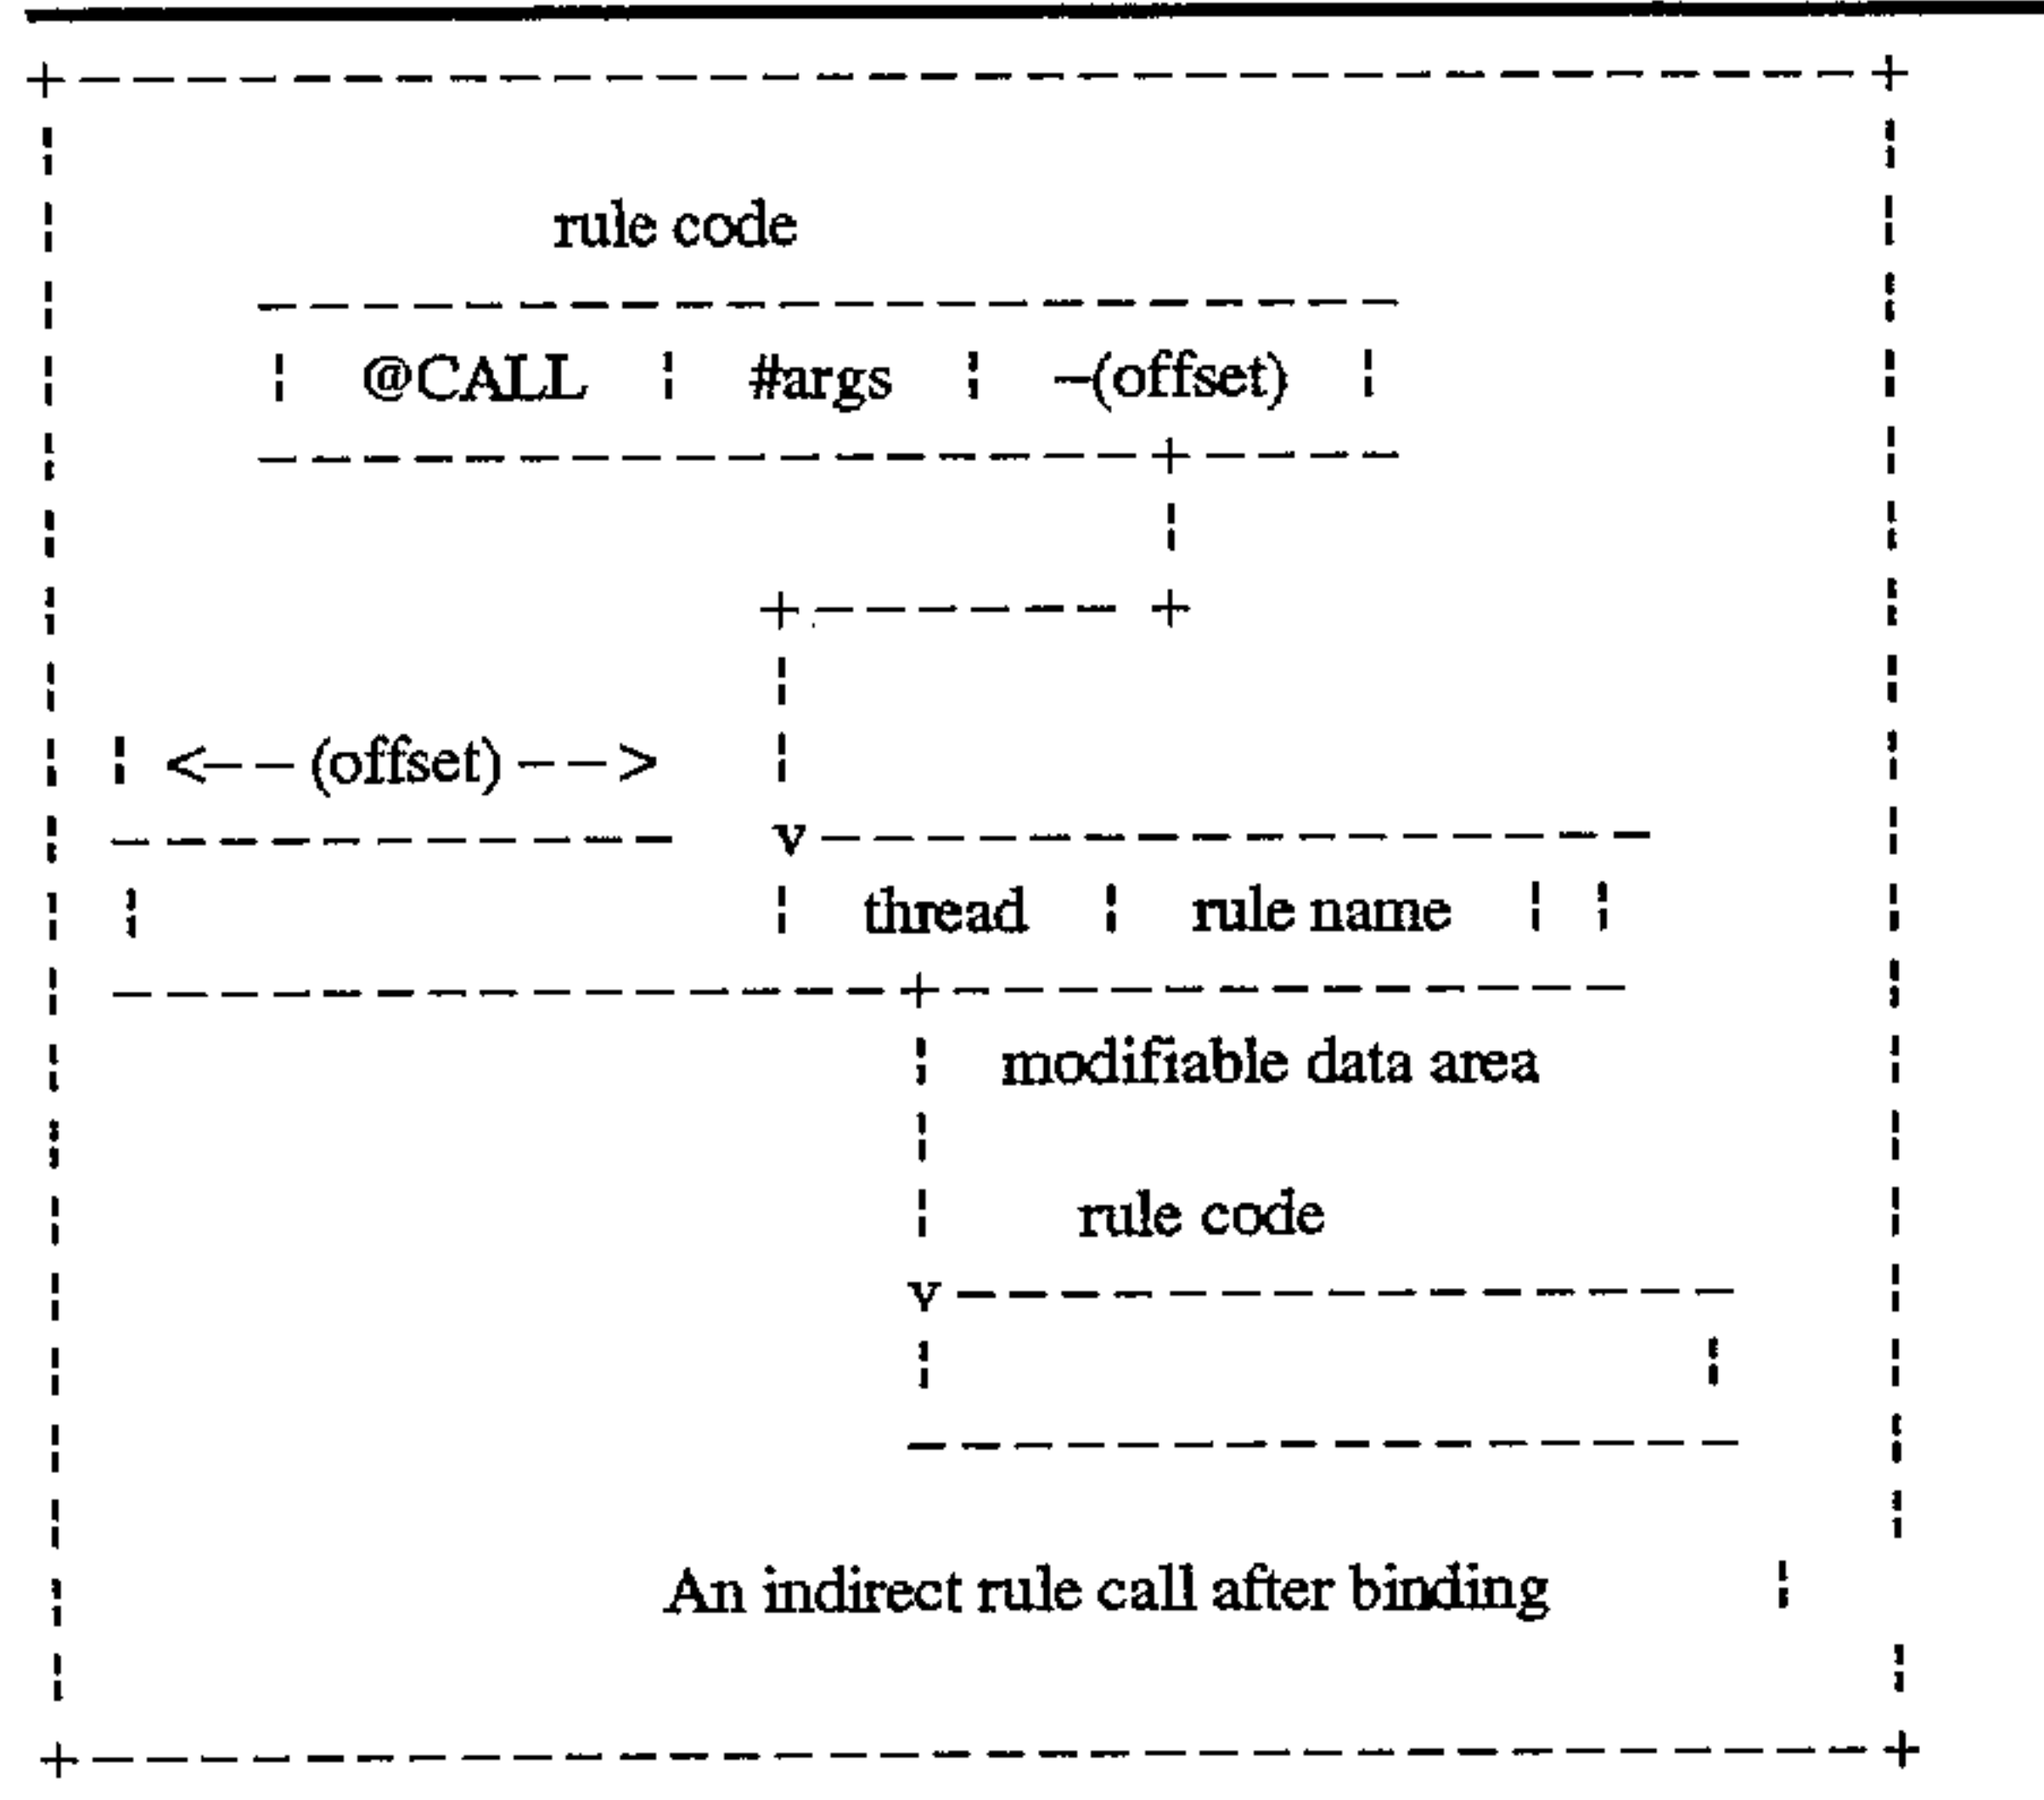 rule code
@CALL ¦ #args ¦ –(offset)
<–– (offset) ––>
thread ¦ rule name
modifiable data area
rule code
An indirect rule call after binding